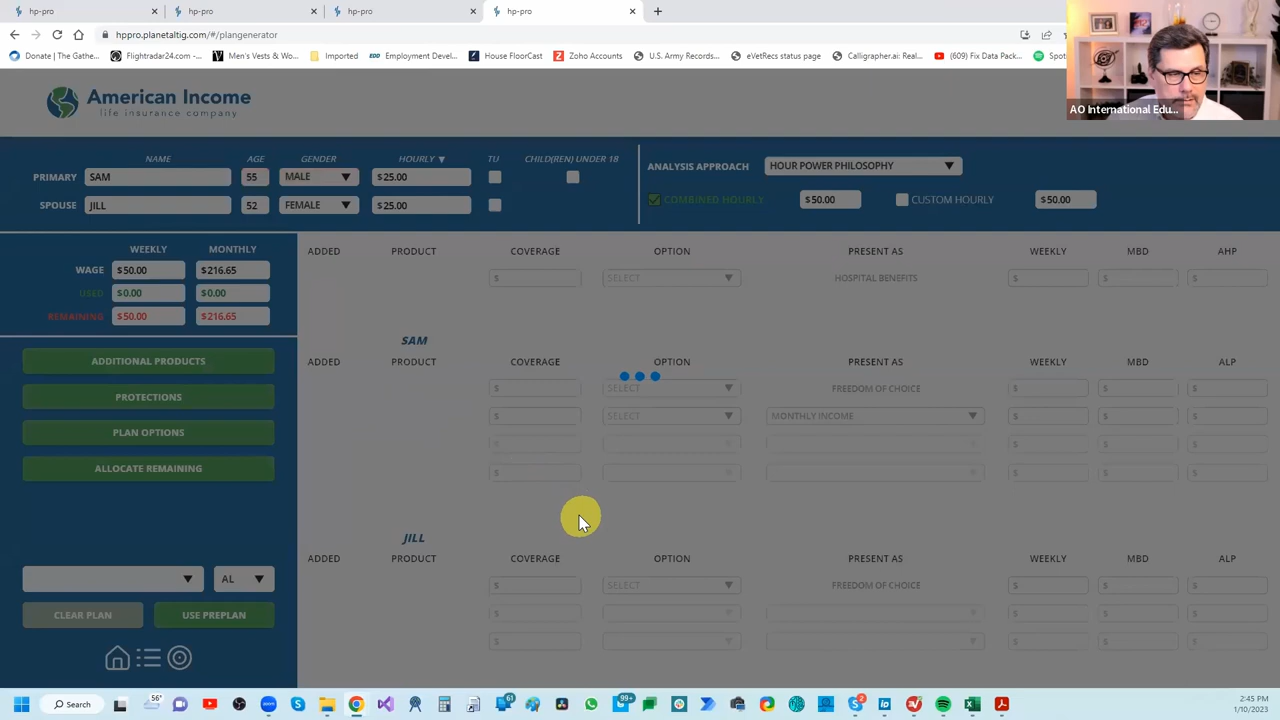 hp-pro
hp-pro
hp-pro
hp-pro
hppro.planetaltig.com/#/plangenerator
Donate | The Gathe...
Flightradar24.com -...
Men's Vests & Wo...
Imported
EDD
Employment Devel...
House FloorCast
Zoho Accounts
U.S. Army Records...
eVetRecs status page
Calligrapher.ai: Real...
(609) Fix Data Pack...
Spot
AO International Edu...
American Income
life insurance company
NAME
AGE
GENDER
HOURLY ▼
TU
CHILD(REN) UNDER 18
PRIMARY
SAM
55
MALE
$25.00
SPOUSE
JILL
52
FEMALE
$25.00
ANALYSIS APPROACH
HOUR POWER PHILOSOPHY
COMBINED HOURLY
$50.00
CUSTOM HOURLY
$50.00
WEEKLY
MONTHLY
WAGE
$50.00
$216.65
USED
$0.00
$0.00
REMAINING
$50.00
$216.65
ADDITIONAL PRODUCTS
PROTECTIONS
PLAN OPTIONS
ALLOCATE REMAINING
AL
CLEAR PLAN
USE PREPLAN
ADDED
PRODUCT
COVERAGE
OPTION
PRESENT AS
WEEKLY
MBD
AHP
$
SELECT
HOSPITAL BENEFITS
$
$
$
SAM
ADDED
PRODUCT
COVERAGE
OPTION
PRESENT AS
WEEKLY
MBD
ALP
$
SELECT
FREEDOM OF CHOICE
$
$
$
$
SELECT
MONTHLY INCOME
$
$
$
$
$
$
$
$
$
$
$
JILL
ADDED
PRODUCT
COVERAGE
OPTION
PRESENT AS
WEEKLY
MBD
ALP
$
SELECT
FREEDOM OF CHOICE
$
$
$
$
$
$
$
$
$
$
$
Search
56°
61
99+
2
2:45 PM
1/10/2023